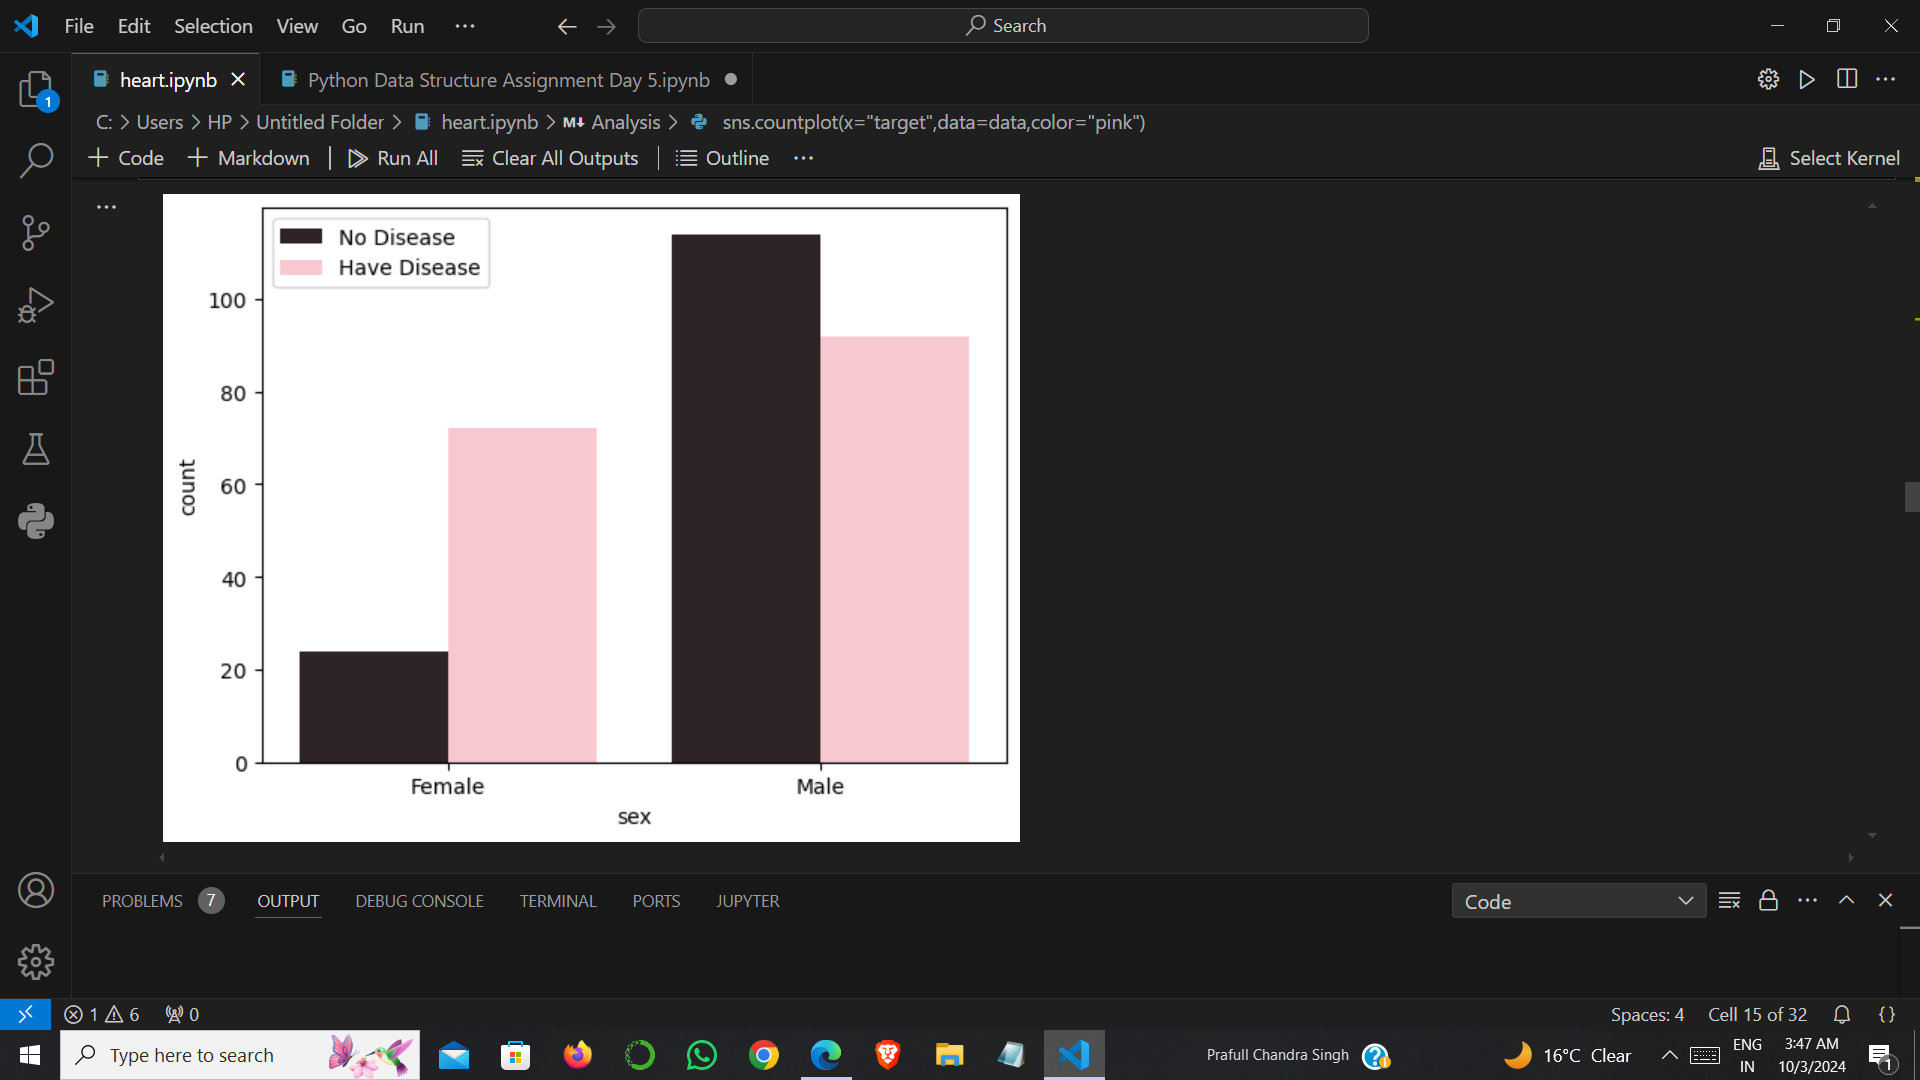 File Edit Selection View Go Run ... Search
heart.ipynb Python Data Structure Assignment Day 5.ipynb
1
C: > Users > HP > Untitled Folder > heart.ipynb > M↓ Analysis > sns.countplot(x="target",data=data,color="pink")
+ Code + Markdown Run All Clear All Outputs Outline ... Select Kernel
...
No Disease
Have Disease
100
80
60
40
20
0
count
Female Male
sex
PROBLEMS 7 OUTPUT DEBUG CONSOLE TERMINAL PORTS JUPYTER Code
1 6 0 Spaces: 4 Cell 15 of 32 {}
Type here to search Prafull Chandra Singh 16°C Clear ENG IN 3:47 AM 10/3/2024 1